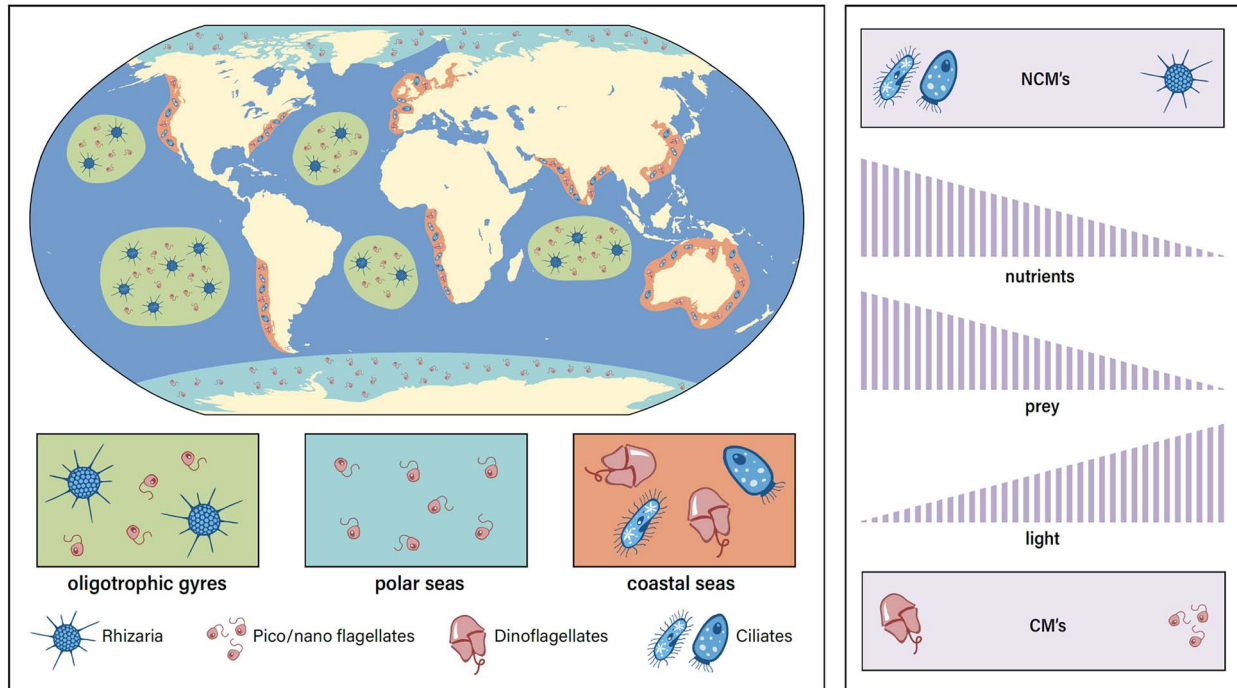 oligotrophic gyres
polar seas
coastal seas
Rhizaria
Pico/nano flagellates
Dinoflagellates
Ciliates
NCM's
nutrients
prey
light
CM's